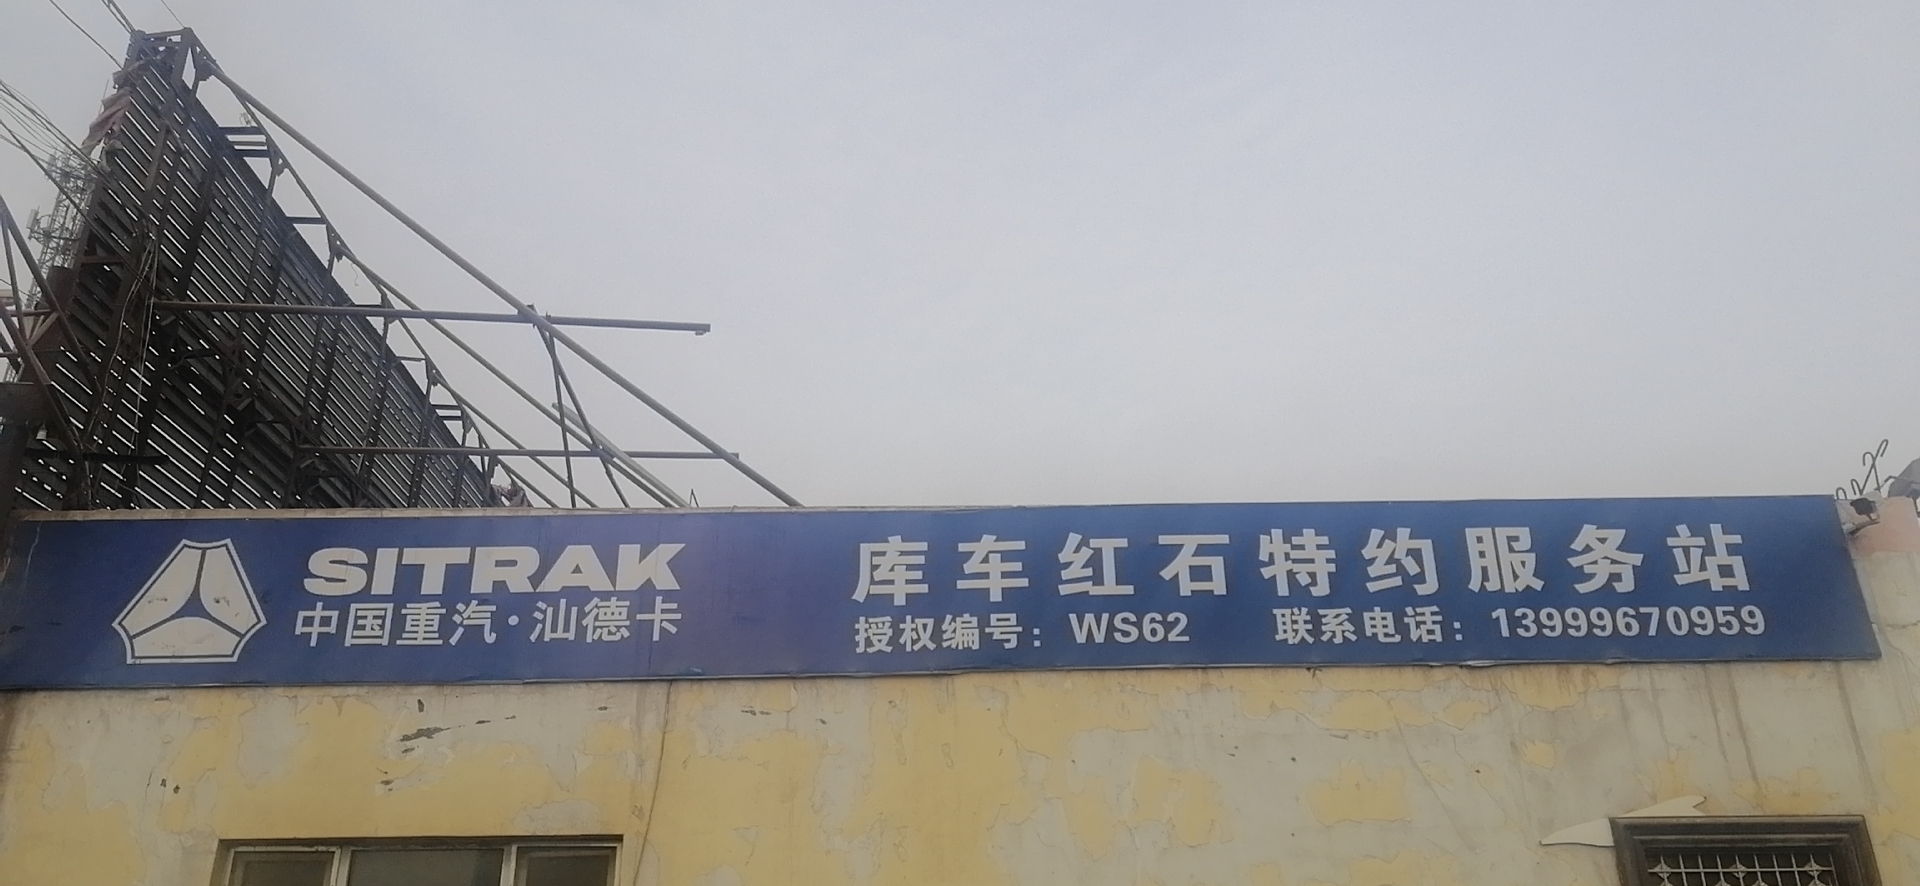 SITRAK
中国重汽·汕德卡
库车红石特约服务站
授权编号：WS62 联系电话：13999670959